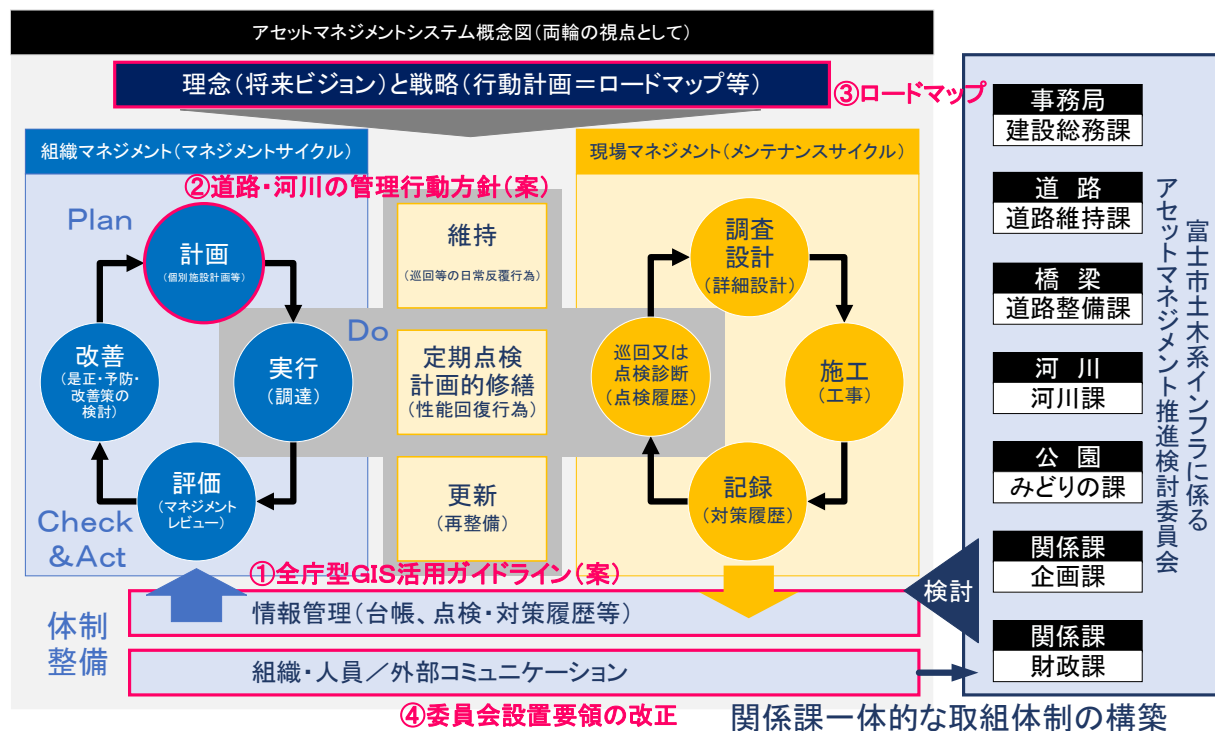 アセットマネジメントシステム概念図(両輪の視点として)
理念(将来ビジョン)と戦略(行動計画=ロードマップ等)
③ロードマップ
組織マネジメント(マネジメントサイクル)
②道路・河川の管理行動方針(案)
Plan
計画
(個別施設計画等)
Do
実行
(調達)
評価
(マネジメント
レビュー)
Check
&Act
改善
(是正・予防・
改善策の
検討)
維持
(巡回等の日常反復行為)
定期点検
計画的修繕
(性能回復行為)
更新
(再整備)
現場マネジメント(メンテナンスサイクル)
調査
設計
(詳細設計)
施工
(工事)
記録
(対策履歴)
巡回又は
点検診断
(点検履歴)
①全庁型GIS活用ガイドライン(案)
体制
整備
情報管理(台帳、点検・対策履歴等)
組織・人員/外部コミュニケーション
④委員会設置要領の改正
検討
事務局
建設総務課
道 路
道路維持課
橋 梁
道路整備課
河 川
河川課
公 園
みどりの課
関係課
企画課
関係課
財政課
富士市土木系インフラに係る
アセットマネジメント推進検討委員会
関係課一体的な取組体制の構築